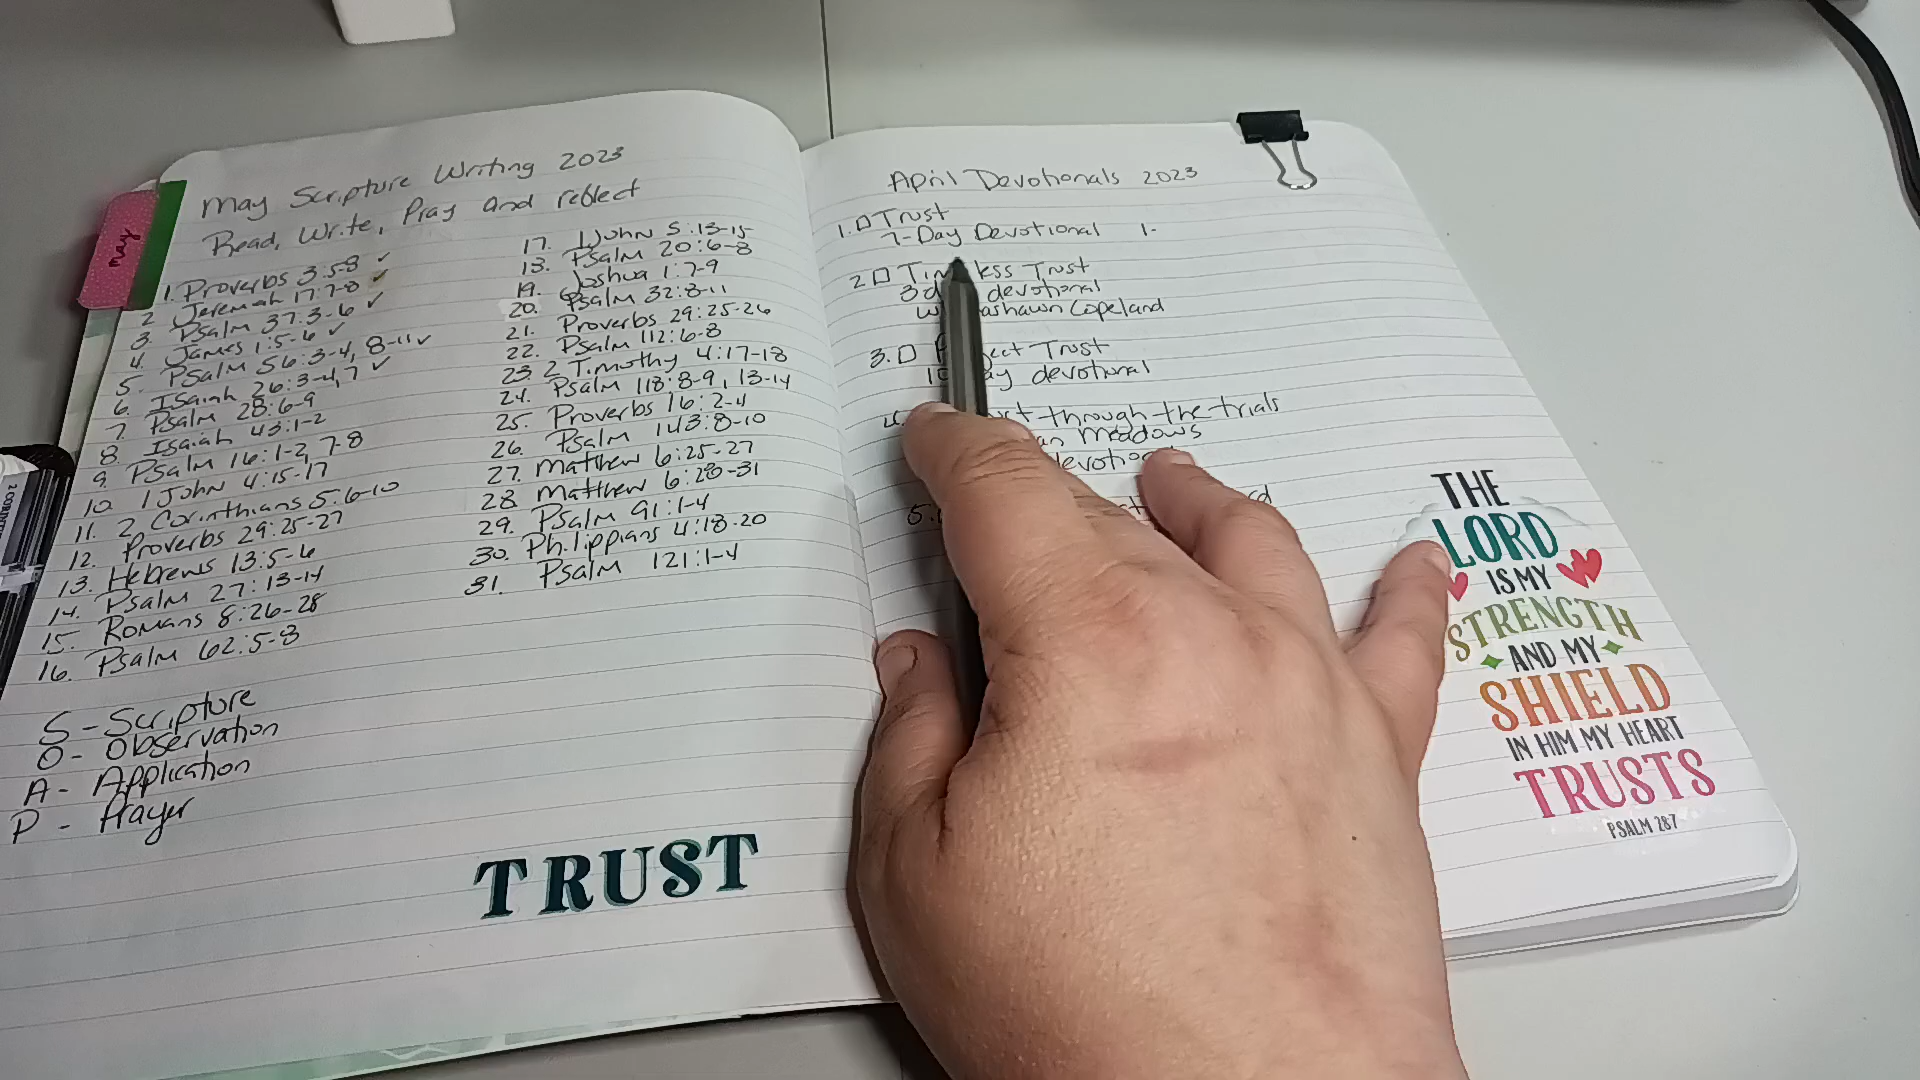 May Scripture Writing 2023
Read, Write, Pray and reflect
1. Proverbs 3:5-8 ✓
2 Jeremiah 17:7-8 ✓
3. Psalm 37:3-6 ✓
4. James 1:5-6 ✓
5. Psalm 56:3-4, 8-11 ✓
6. Isaiah 26:3-4, 7 ✓
7. Psalm 28:6-9
8. Isaiah 43:1-2
9. Psalm 16:1-2, 7-8
10. 1 John 4:15-17
11. 2 Corinthians 5:6-10
12. Proverbs 29:25-27
13. Hebrews 13:5-6
14. Psalm 27:13-14
15. Romans 8:26-28
16. Psalm 62:5-8
17. 1 John 5:13-15
18. Psalm 20:6-8
19. Joshua 1:7-9
20. Psalm 32:8-11
21. Proverbs 29:25-26
22. Psalm 112:6-8
23. 2 Timothy 4:17-18
24. Psalm 118:8-9, 13-14
25. Proverbs 16:2-4
26. Psalm 143:8-10
27. Matthew 6:25-27
28 Matthew 6:28-31
29. Psalm 91:1-4
30. Philippians 4:18-20
31. Psalm 121:1-4
S - Scripture
O - Observation
A - Application
P - Prayer
TRUST
may
April Devotionals 2023
1. Trust
7-Day Devotional 1-
2 Trust
3 devotional
Copeland
3. Trust
devotional
through the trials
Meadows
5.
THE
LORD
IS MY
STRENGTH
AND MY
SHIELD
IN HIM MY HEART
TRUSTS
PSALM 28:7